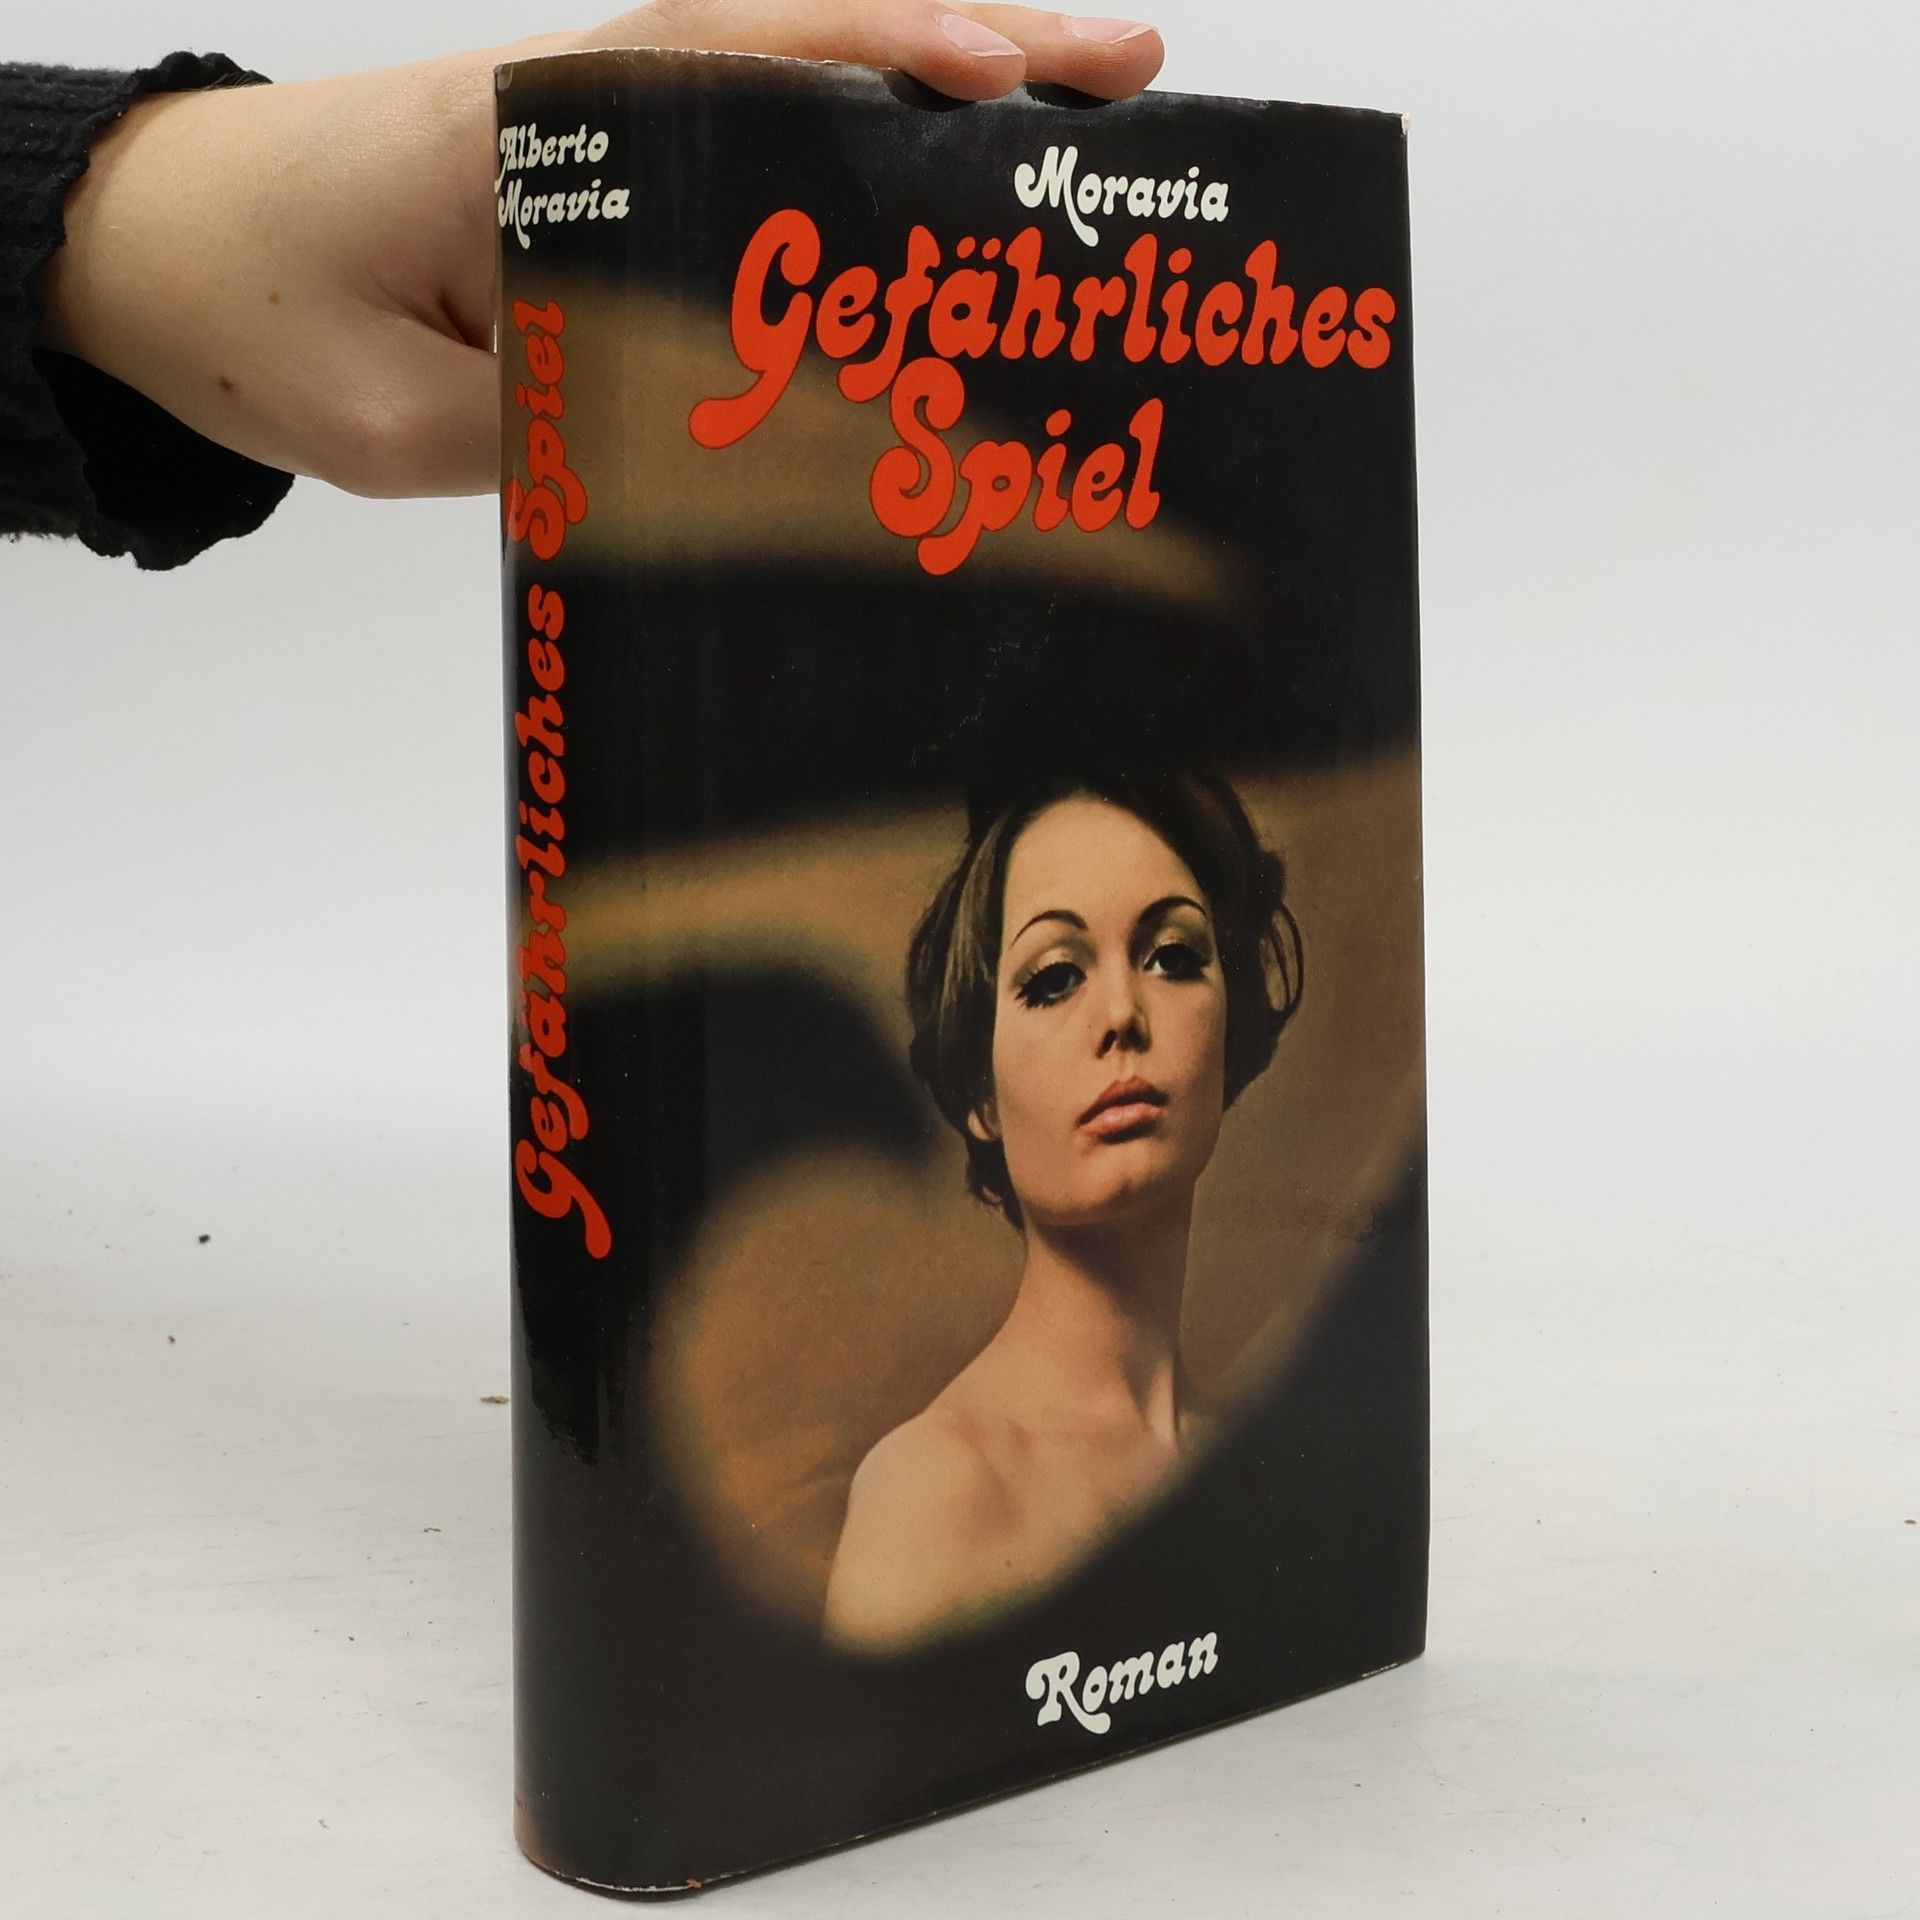 Alberto
Moravia
Gefährliches Spiel
Moravia
Gefährliches
Spiel
Roman